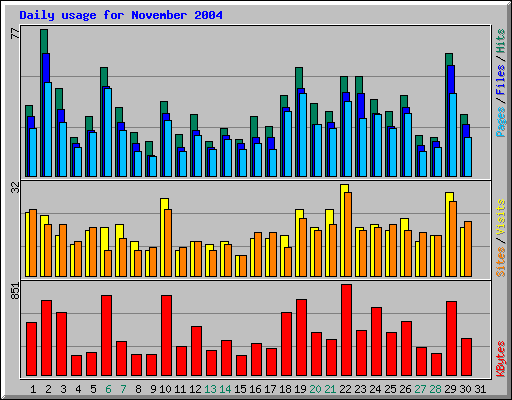 Daily usage for November 2004
77
Pages / Files / Hits
32
Sites / Visits
851
KBytes
1 2 3 4 5 6 7 8 9 10 11 12 13 14 15 16 17 18 19 20 21 22 23 24 25 26 27 28 29 30 31